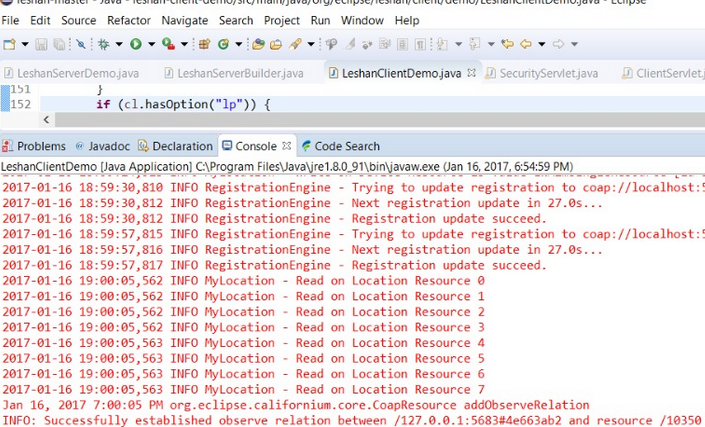 leshan-master - Java - leshan-client-demo/src/main/java/org/eclipse/leshan/client/demo/LeshanClientDemo.java - Eclipse
File Edit Source Refactor Navigate Search Project Run Window Help
LeshanServerDemo.java LeshanServerBuilder.java LeshanClientDemo.java SecurityServlet.java ClientServlet.j
151 }
152 if (cl.hasOption("lp")) {
Problems Javadoc Declaration Console Code Search
LeshanClientDemo [Java Application] C:\Program Files\Java\jre1.8.0_91\bin\javaw.exe (Jan 16, 2017, 6:54:59 PM)
2017-01-16 18:59:30,810 INFO RegistrationEngine - Trying to update registration to coap://localhost:5
2017-01-16 18:59:30,812 INFO RegistrationEngine - Next registration update in 27.0s...
2017-01-16 18:59:30,812 INFO RegistrationEngine - Registration update succeed.
2017-01-16 18:59:57,815 INFO RegistrationEngine - Trying to update registration to coap://localhost:5
2017-01-16 18:59:57,816 INFO RegistrationEngine - Next registration update in 27.0s...
2017-01-16 18:59:57,817 INFO RegistrationEngine - Registration update succeed.
2017-01-16 19:00:05,562 INFO MyLocation - Read on Location Resource 0
2017-01-16 19:00:05,562 INFO MyLocation - Read on Location Resource 1
2017-01-16 19:00:05,562 INFO MyLocation - Read on Location Resource 2
2017-01-16 19:00:05,562 INFO MyLocation - Read on Location Resource 3
2017-01-16 19:00:05,563 INFO MyLocation - Read on Location Resource 4
2017-01-16 19:00:05,563 INFO MyLocation - Read on Location Resource 5
2017-01-16 19:00:05,563 INFO MyLocation - Read on Location Resource 6
2017-01-16 19:00:05,563 INFO MyLocation - Read on Location Resource 7
Jan 16, 2017 7:00:05 PM org.eclipse.californium.core.CoapResource addObserveRelation
INFO: Successfully established observe relation between /127.0.0.1:5683#4e663ab2 and resource /10350